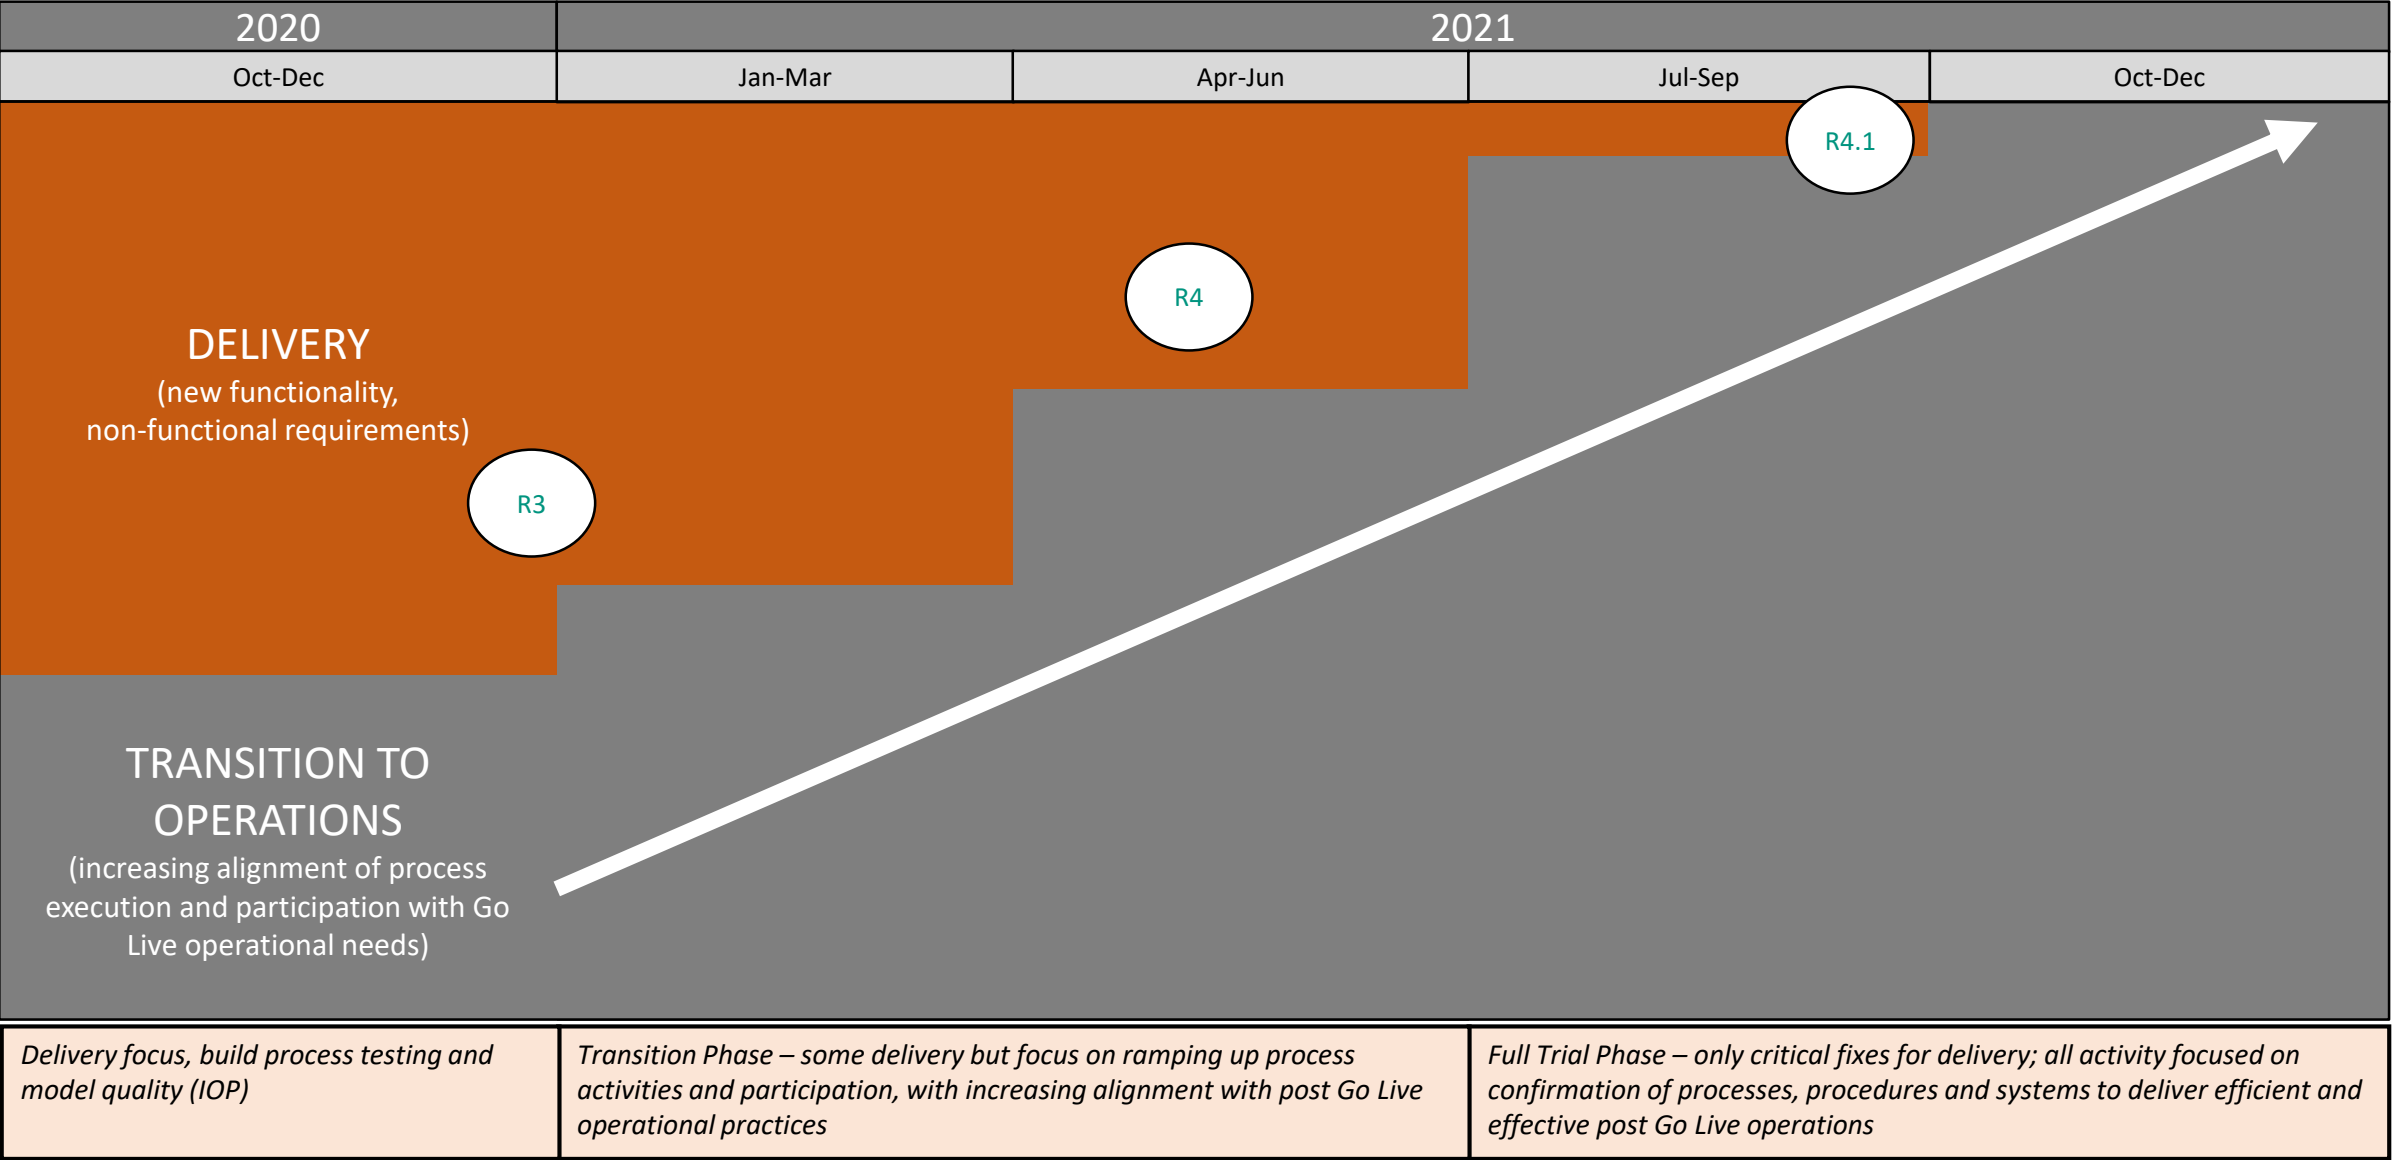 2020
2021
Oct-Dec
Jan-Mar
Apr-Jun
Jul-Sep
Oct-Dec
R4.1
R4
DELIVERY
(new functionality,
non-functional requirements)
R3
TRANSITION TO
OPERATIONS
(increasing alignment of process
execution and participation with Go
Live operational needs)
Delivery focus, build process testing and
model quality (IOP)
Transition Phase – some delivery but focus on ramping up process
activities and participation, with increasing alignment with post Go Live
operational practices
Full Trial Phase – only critical fixes for delivery; all activity focused on
confirmation of processes, procedures and systems to deliver efficient and
effective post Go Live operations